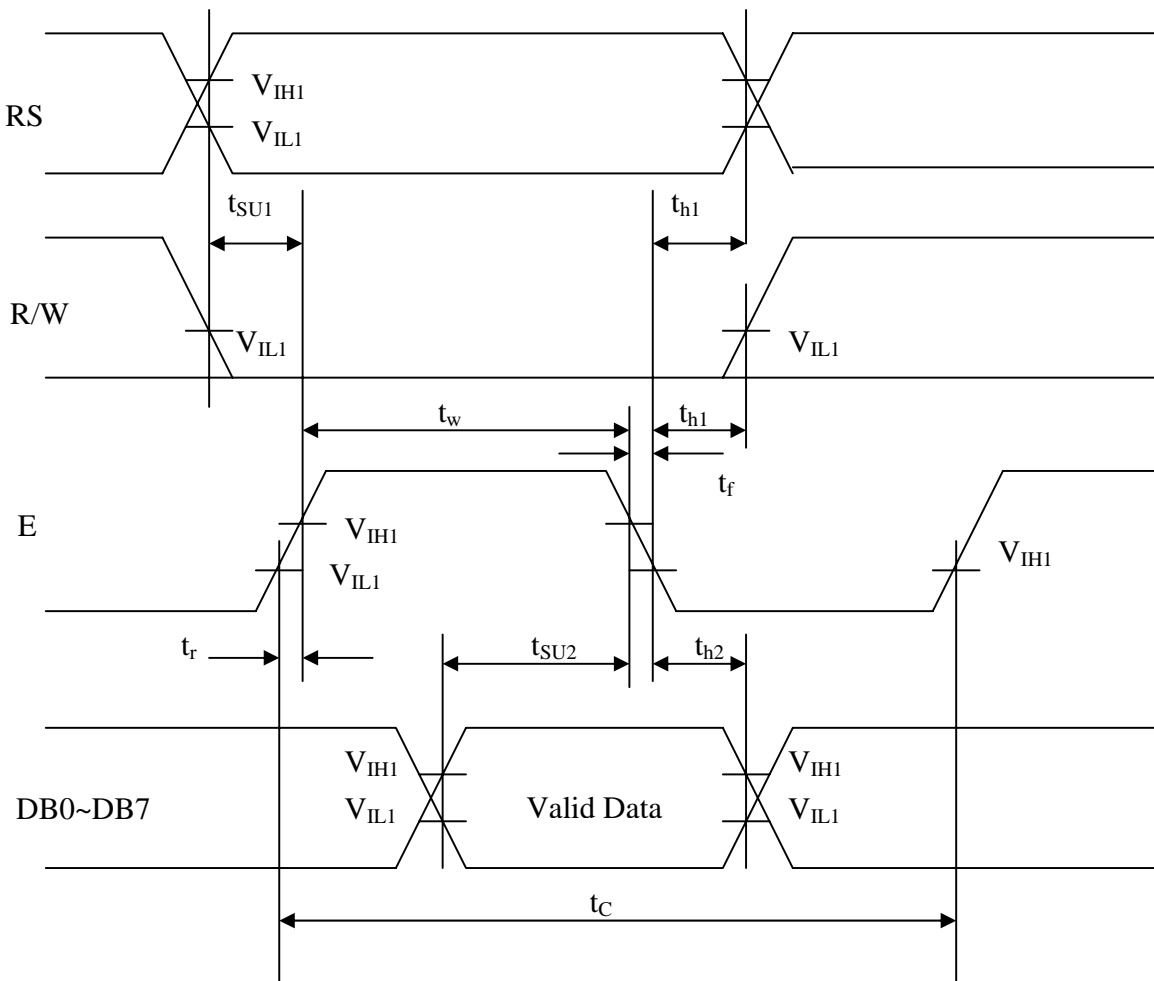 V_IH1
RS
V_IL1
t_SU1 t_h1
R/W
V_IL1 V_IL1
t_w t_h1
t_f
E V_IH1 V_IH1
V_IL1
t_r t_SU2 t_h2
V_IH1 V_IH1
DB0~DB7 V_IL1 Valid Data V_IL1
t_C